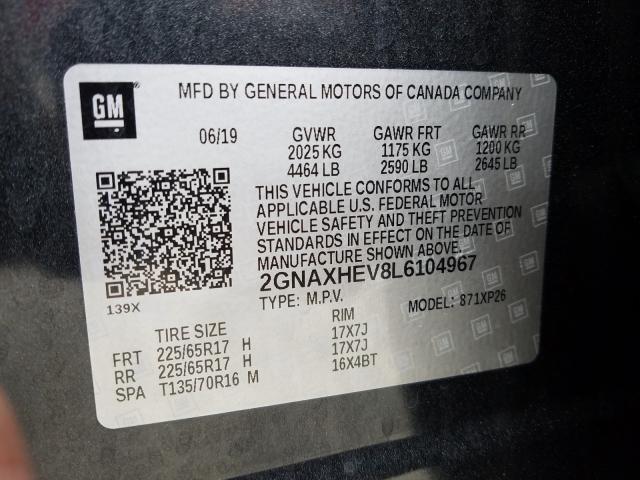 GM
MFD BY GENERAL MOTORS OF CANADA COMPANY
06/19 GVWR GAWR FRT GAWR RR
2025 KG 1175 KG 1200 KG
4464 LB 2590 LB 2645 LB
THIS VEHICLE CONFORMS TO ALL
APPLICABLE U.S. FEDERAL MOTOR
VEHICLE SAFETY AND THEFT PREVENTION
STANDARDS IN EFFECT ON THE DATE OF
MANUFACTURE SHOWN ABOVE.
2GNAXHEV8L6104967
TYPE: M.P.V. MODEL: 871XP26
139X
TIRE SIZE RIM
FRT 225/65R17 H 17X7J
RR 225/65R17 H 17X7J
SPA T135/70R16 M 16X4BT